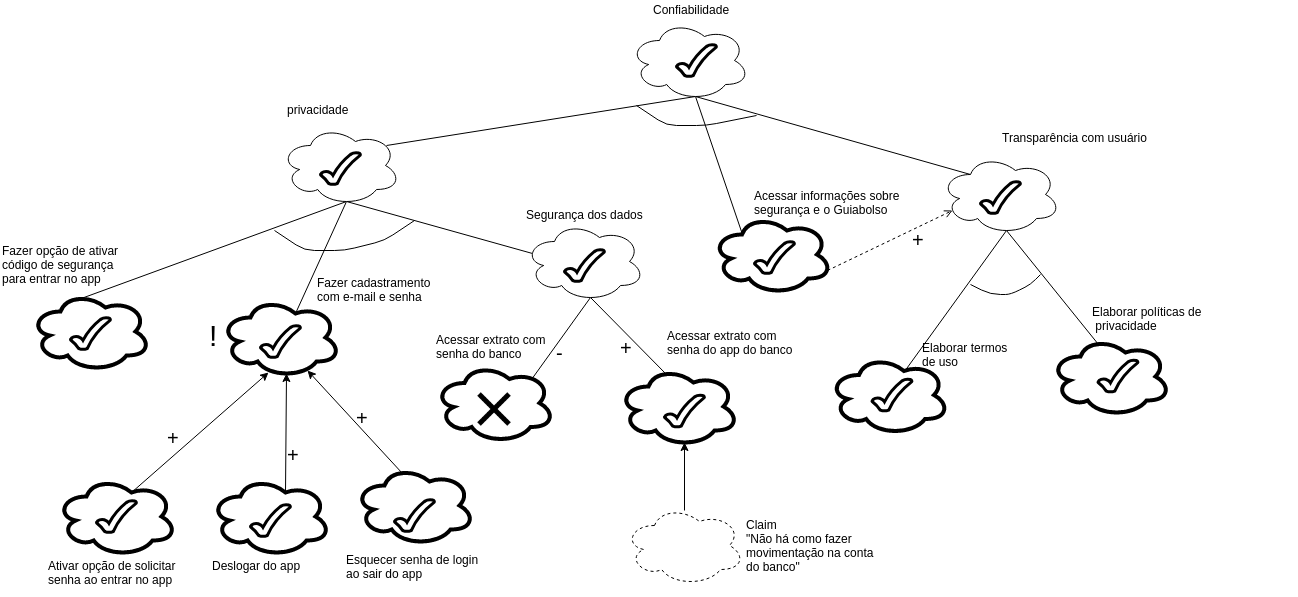 Confiabilidade
privacidade
Transparência com usuário
Acessar informações sobre
segurança e o Guiabolso
Segurança dos dados
+
Fazer opção de ativar
código de segurança
para entrar no app
Fazer cadastramento
com e-mail e senha
!
Acessar extrato com
senha do banco
-
+
Acessar extrato com
senha do app do banco
Elaborar termos
de uso
Elaborar políticas de
privacidade
+
+
+
Ativar opção de solicitar
senha ao entrar no app
Deslogar do app
Esquecer senha de login
ao sair do app
Claim
"Não há como fazer
movimentação na conta
do banco"